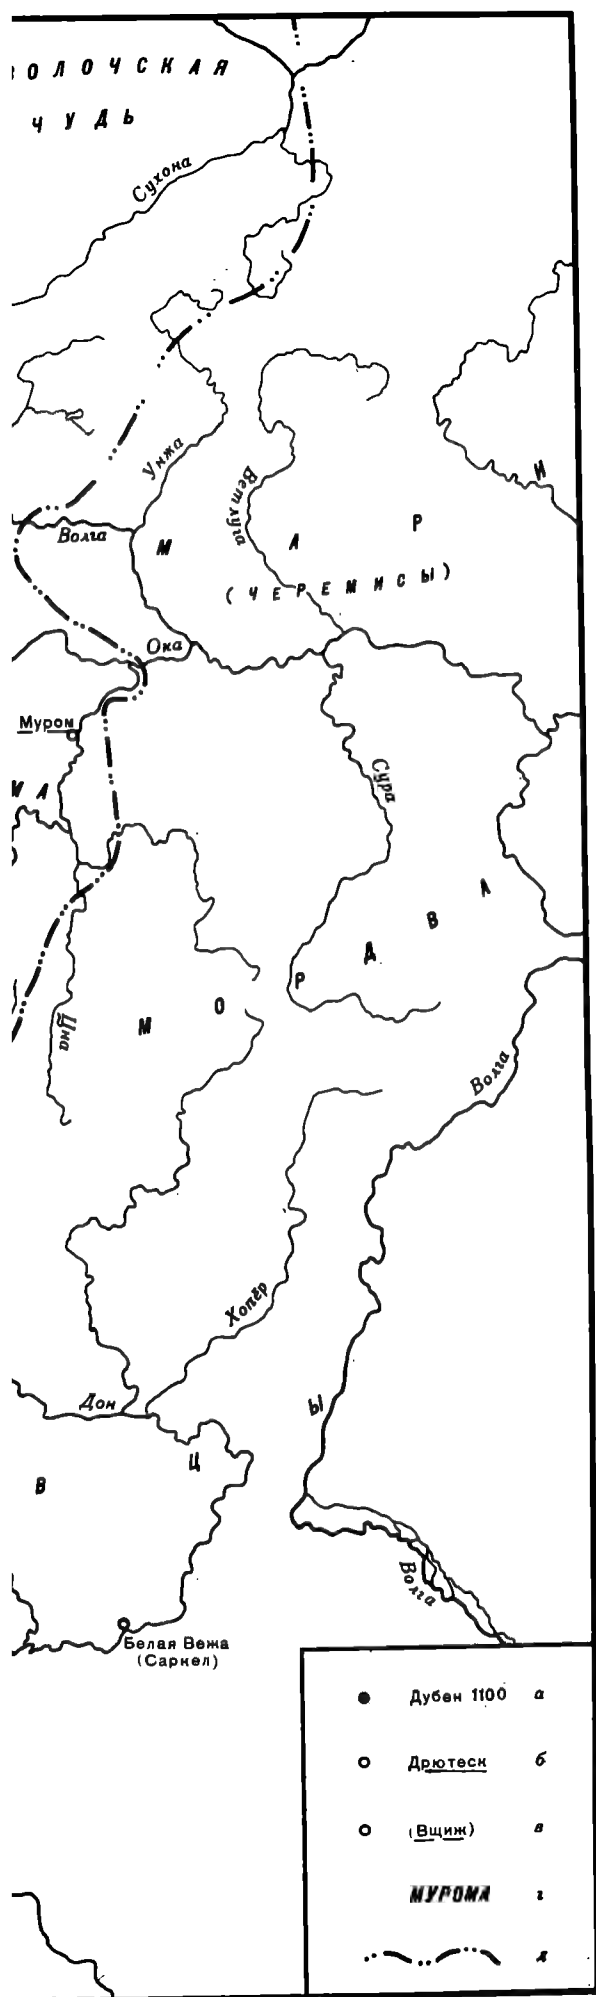 ВОЛОЧСКАЯ
ЧУДЬ
Сухона
Унжа
Ветлуга
И
Волга
М А Р
(ЧЕРЕМИСЫ)
Ока
Муром
Сура
МА
М О Р Д В А
Цна
Волга
Хопёр
Дон
Ы
В Ц
Волга
Белая Вежа
(Саркел)
Дубен 1100 а
Дрютеск б
(Вщиж) в
МУРОМА г
д